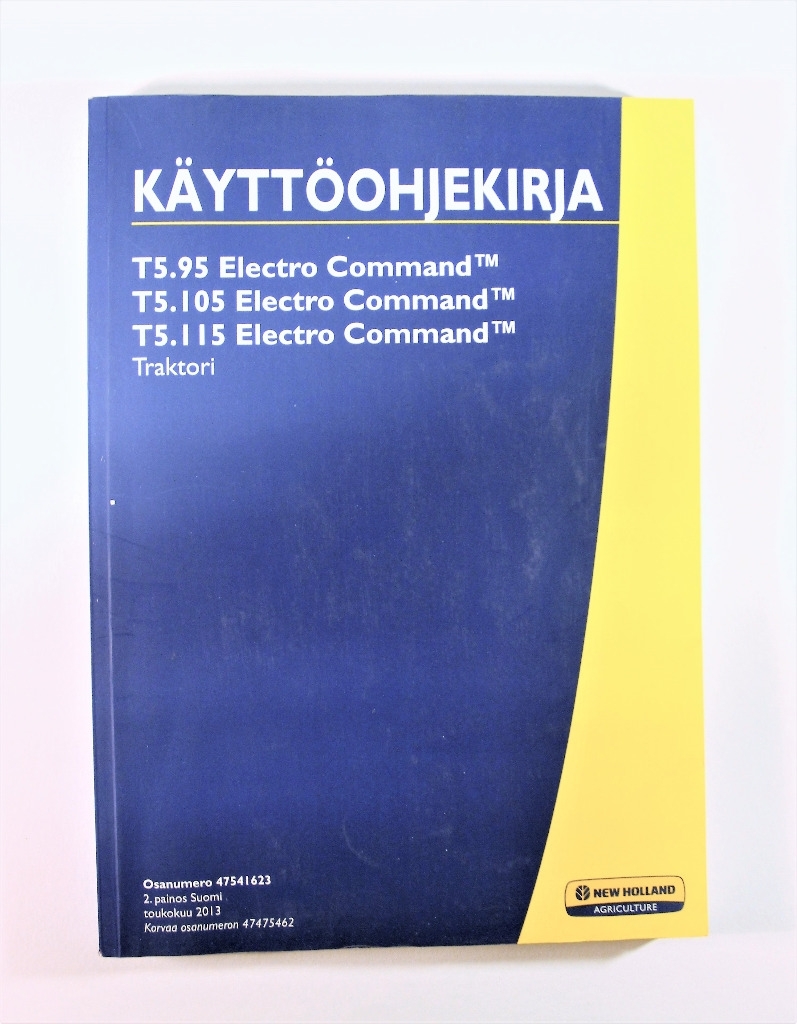 KÄYTTÖOHJEKIRJA
T5.95 Electro Command™
T5.105 Electro Command™
T5.115 Electro Command™
Traktori
Osanumero 47541623
2. painos Suomi
toukokuu 2013
Korvaa osanumeron 47475462
NEW HOLLAND
AGRICULTURE